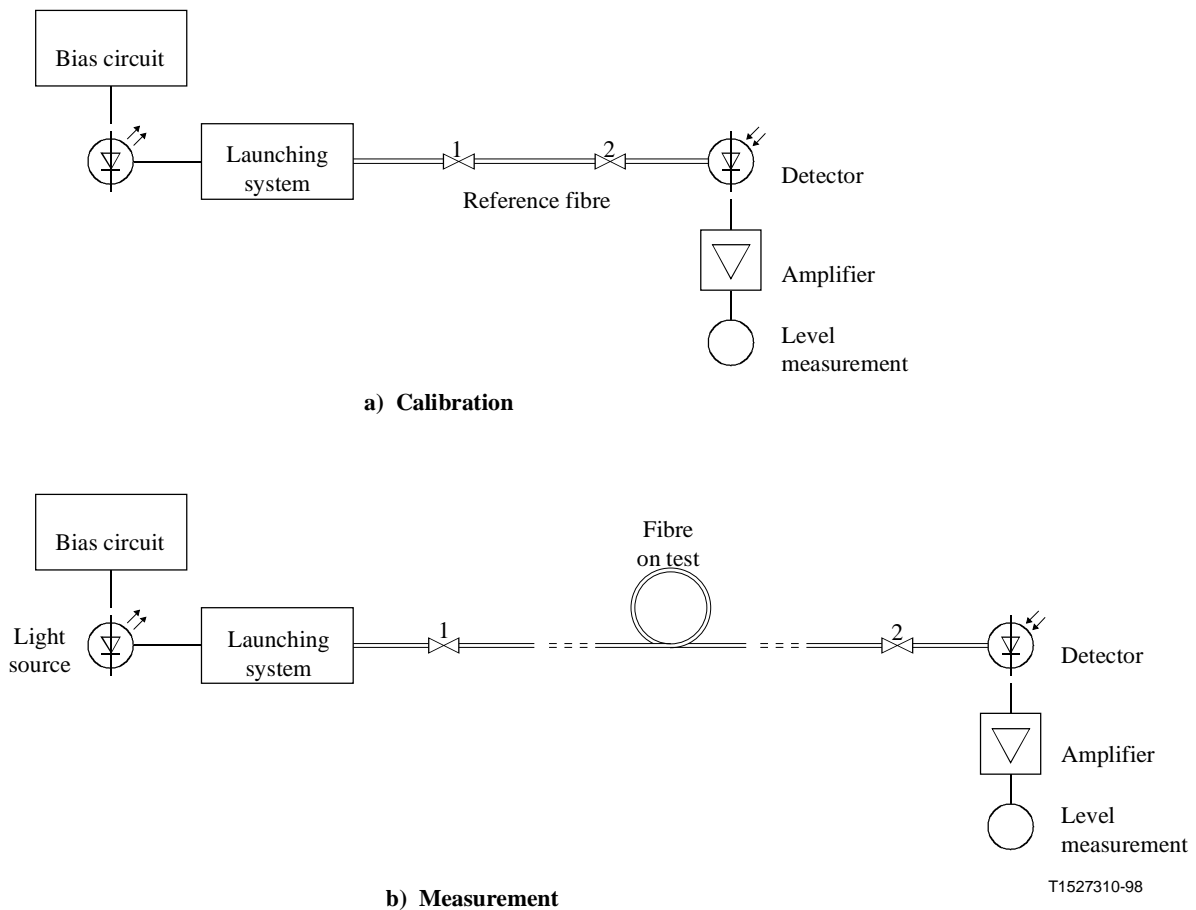 Bias circuit
Launching
system
1
2
Reference fibre
Detector
Amplifier
Level
measurement
a) Calibration
Bias circuit
Light
source
Launching
system
1
Fibre
on test
2
Detector
Amplifier
Level
measurement
T1527310-98
b) Measurement